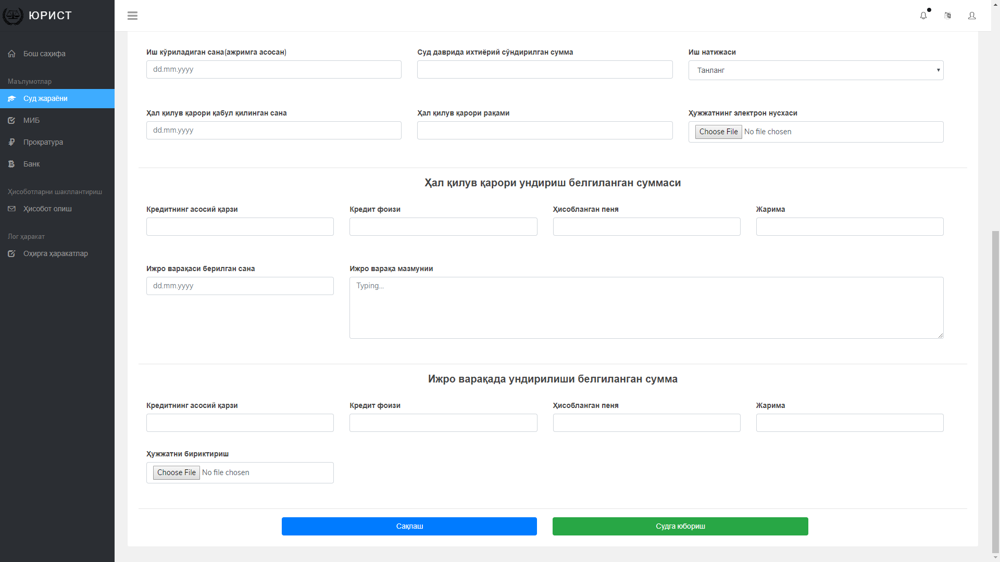 ЮРИСТ
Бош саҳифа
Маълумотлар
Суд жараёни
МИБ
Прократура
Банк
Ҳисоботларни шакллантириш
Ҳисобот олиш
Лог ҳаракат
Оҳирга ҳаракатлар
Иш кўриладиган сана(ажримга асосан)
Суд даврида ихтиёрий сўндирилган сумма
Иш натижаси
dd.mm.yyyy
Танланг
Ҳал қилув қарори қабул қилинган сана
Ҳал қилув қарори рақами
Ҳужжатнинг электрон нусхаси
dd.mm.yyyy
Choose File No file chosen
Ҳал қилув қарори ундириш белгиланган суммаси
Кредитнинг асосий қарзи
Кредит фоизи
Ҳисобланган пеня
Жарима
Ижро варақаси берилган сана
Ижро варақа мазмунии
dd.mm.yyyy
Typing...
Ижро варақада ундирилиши белгиланган сумма
Кредитнинг асосий қарзи
Кредит фоизи
Ҳисобланган пеня
Жарима
Ҳужжатни бириктириш
Choose File No file chosen
Сақлаш
Судга юбориш